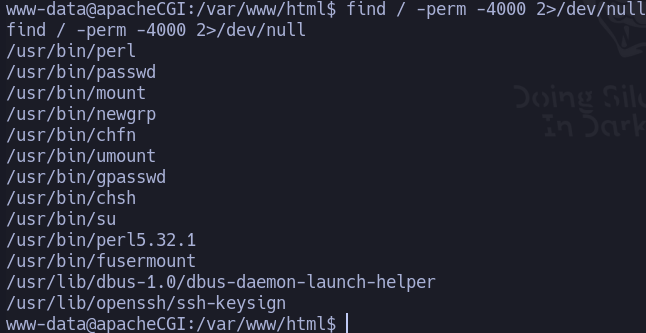 www-data@apacheCGI:/var/www/html$ find / -perm -4000 2>/dev/null
find / -perm -4000 2>/dev/null
/usr/bin/perl
/usr/bin/passwd
/usr/bin/mount
/usr/bin/newgrp
/usr/bin/chfn
/usr/bin/umount
/usr/bin/gpasswd
/usr/bin/chsh
/usr/bin/su
/usr/bin/perl5.32.1
/usr/bin/fusermount
/usr/lib/dbus-1.0/dbus-daemon-launch-helper
/usr/lib/openssh/ssh-keysign
www-data@apacheCGI:/var/www/html$
Doing
In